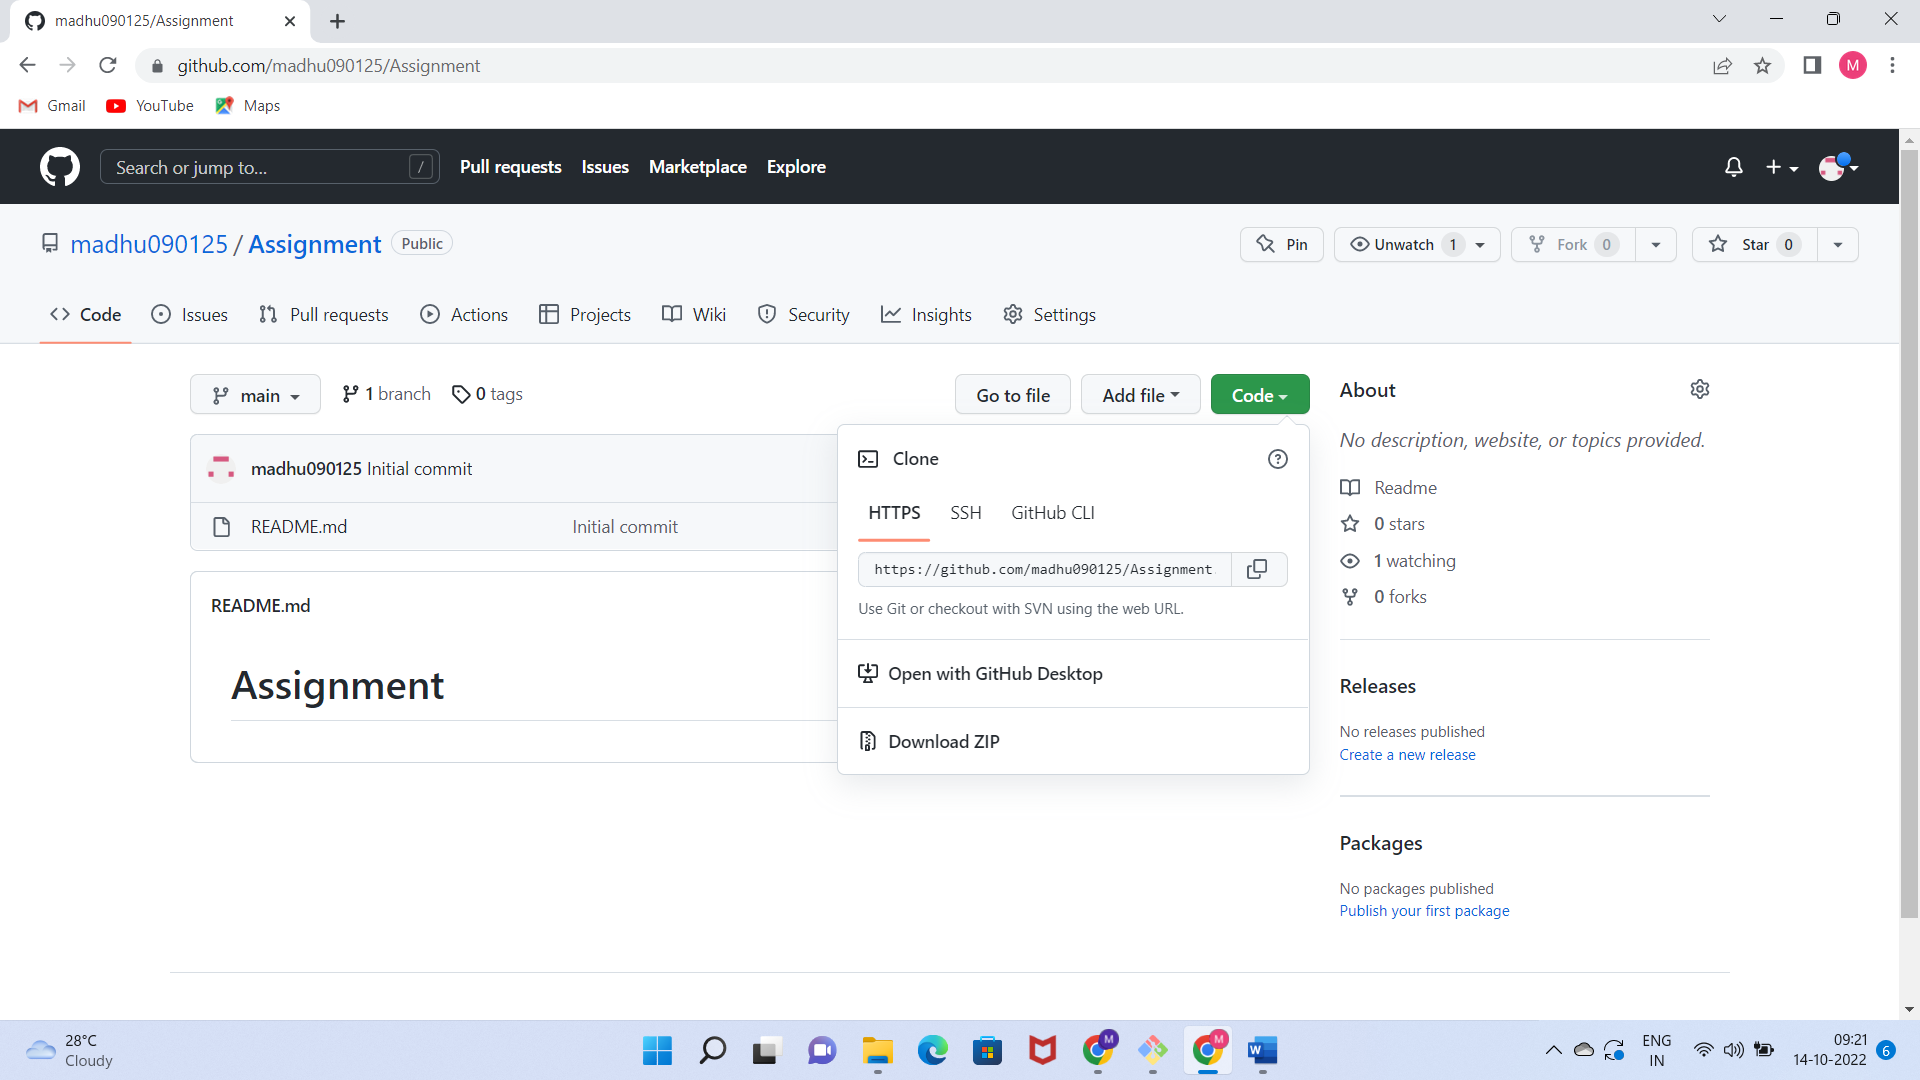 madhu090125/Assignment
github.com/madhu090125/Assignment
M
Gmail YouTube Maps
Search or jump to... /
Pull requests Issues Marketplace Explore
madhu090125 / Assignment Public
Pin Unwatch 1 Fork 0 Star 0
Code Issues Pull requests Actions Projects Wiki Security Insights Settings
main 1 branch 0 tags Go to file Add file Code
madhu090125 Initial commit
README.md Initial commit
README.md
Assignment
Clone
HTTPS SSH GitHub CLI
https://github.com/madhu090125/Assignment
Use Git or checkout with SVN using the web URL.
Open with GitHub Desktop
Download ZIP
About
No description, website, or topics provided.
Readme
0 stars
1 watching
0 forks
Releases
No releases published
Create a new release
Packages
No packages published
Publish your first package
28°C
Cloudy
M
M
W
ENG
IN
09:21
14-10-2022
6